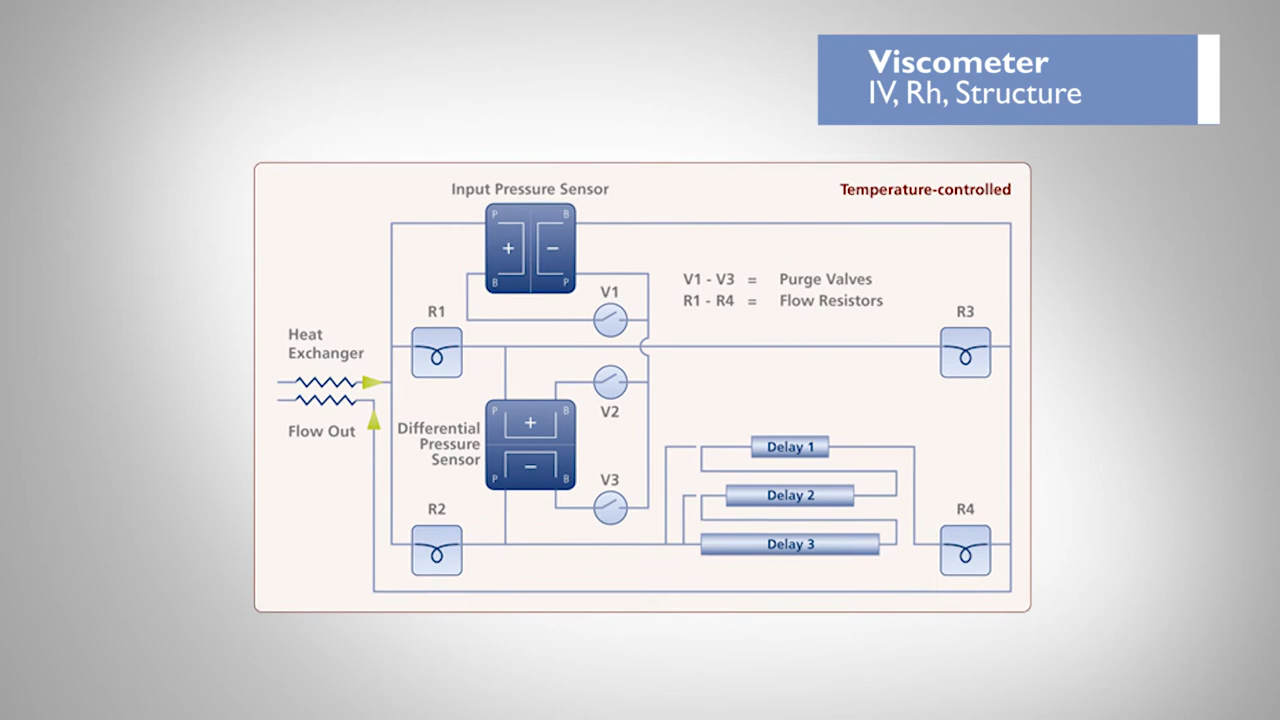 Viscometer
IV, Rh, Structure
Input Pressure Sensor
Temperature-controlled
P
B
+
−
B
P
V1 - V3 = Purge Valves
R1 - R4 = Flow Resistors
V1
R1
R3
Heat
Exchanger
V2
P
B
+
Differential
Pressure
Sensor
−
P
B
Flow Out
Delay 1
V3
Delay 2
R2
R4
Delay 3